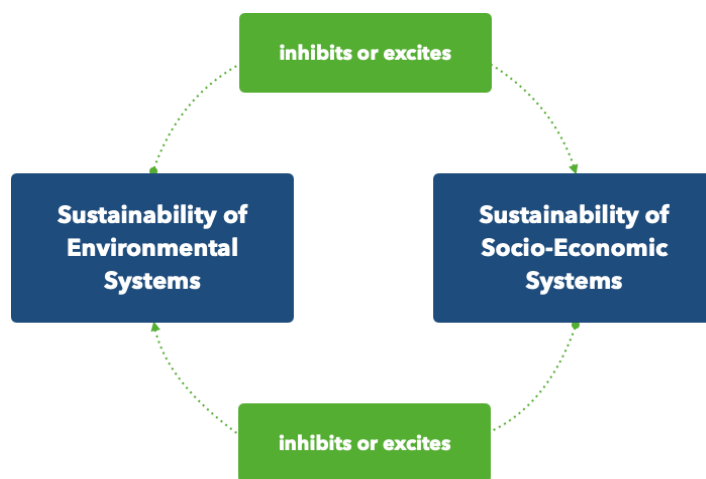 inhibits or excites
Sustainability of
Environmental
Systems
Sustainability of
Socio-Economic
Systems
inhibits or excites